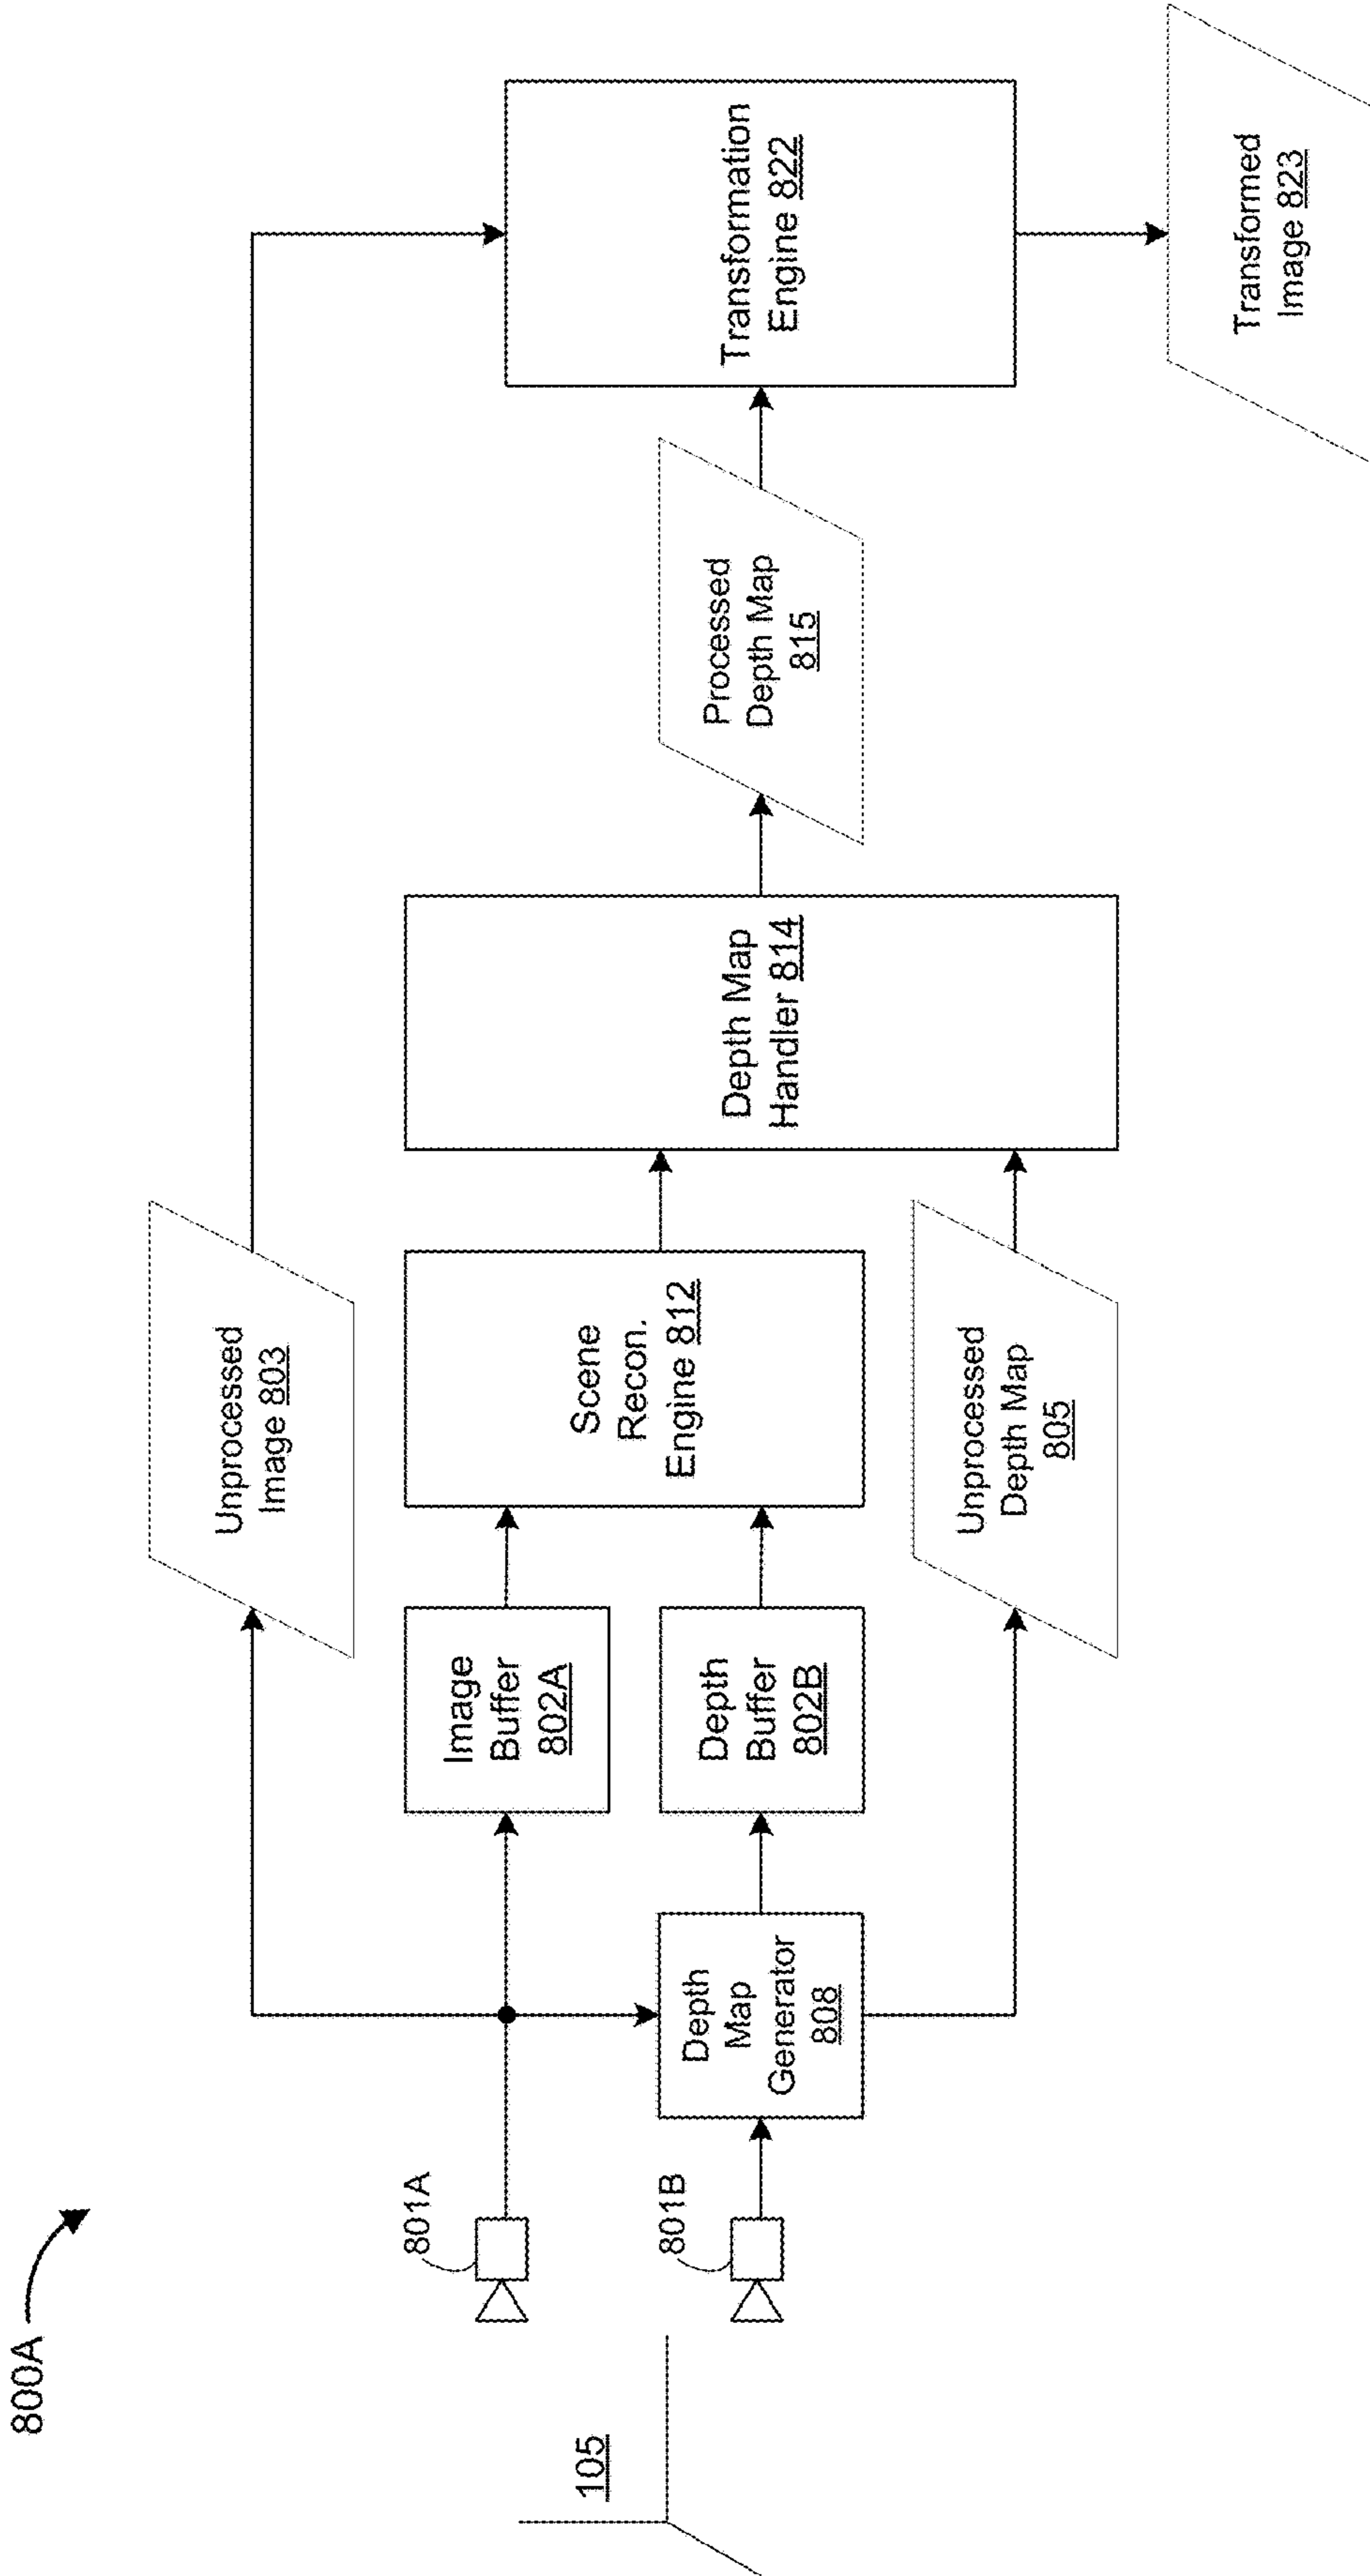 800A
105
801A
801B
Unprocessed
Image 803
Image
Buffer
802A
Depth
Map
Generator
808
Depth
Buffer
802B
Scene
Recon.
Engine 812
Unprocessed
Depth Map
805
Depth Map
Handler 814
Processed
Depth Map
815
Transformation
Engine 822
Transformed
Image 823